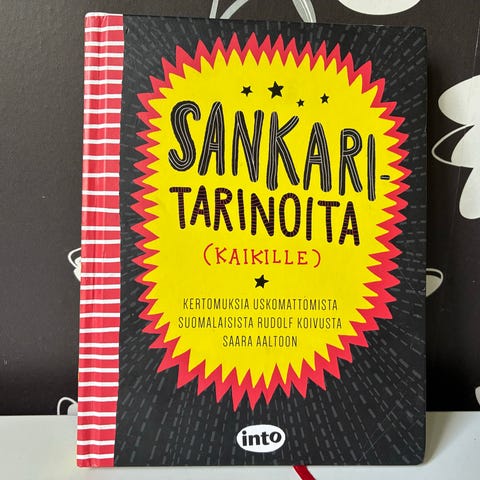 SANKARI-
TARINOITA
(KAIKILLE)
KERTOMUKSIA USKOMATTOMISTA
SUOMALAISISTA RUDOLF KOIVUSTA
SAARA AALTOON
into